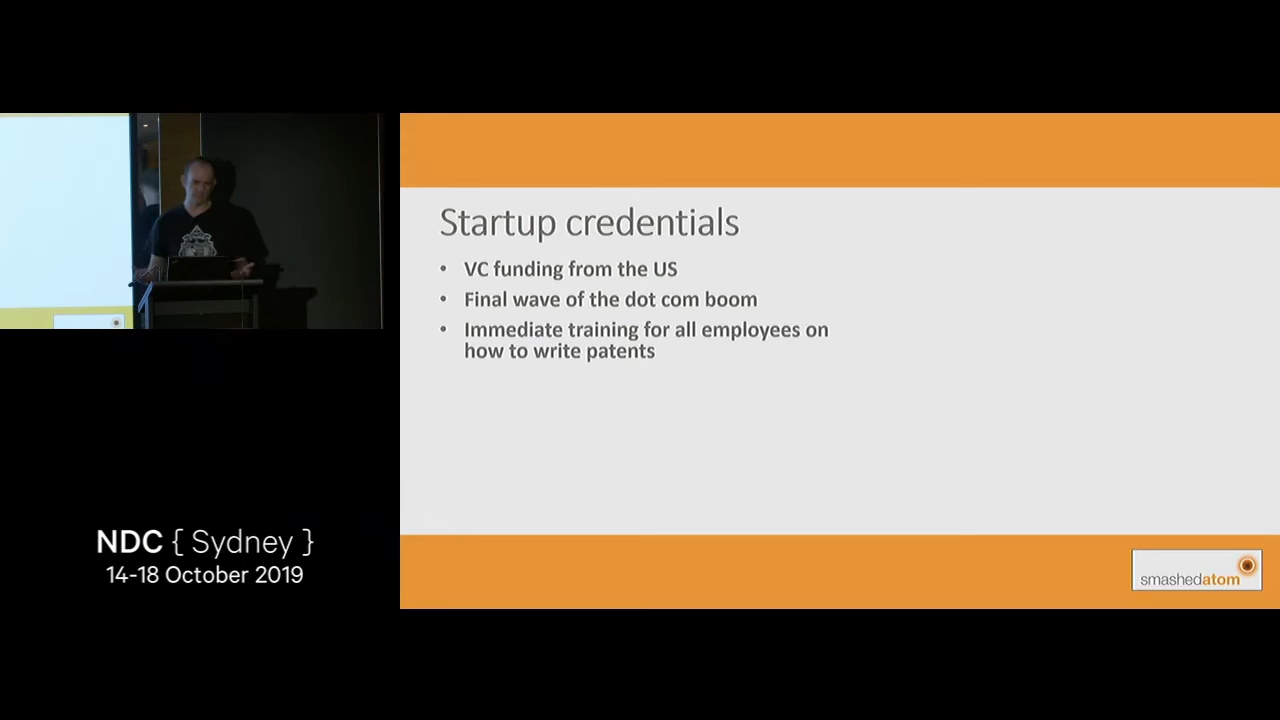 Startup credentials
• VC funding from the US
• Final wave of the dot com boom
• Immediate training for all employees on
how to write patents
NDC { Sydney }
14-18 October 2019
smashedatom